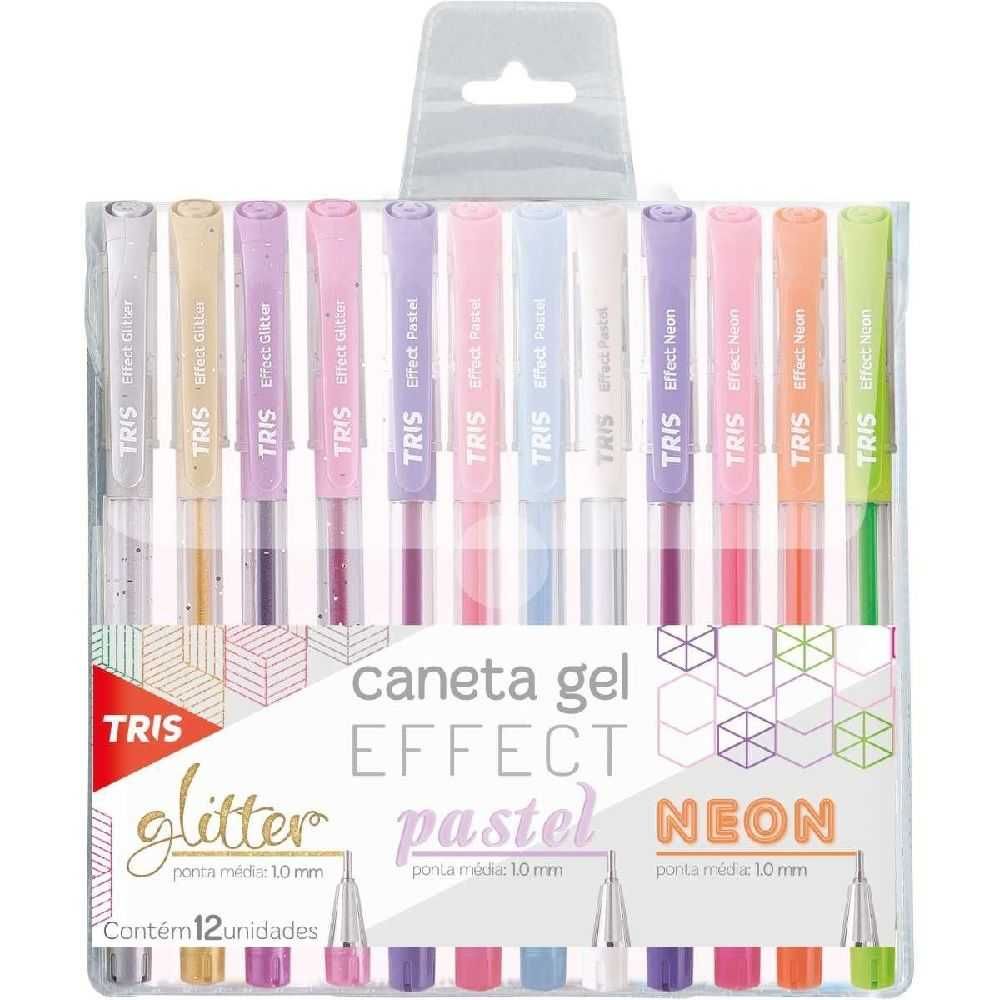 TRIS Effect Glitter
TRIS Effect Glitter
TRIS Effect Glitter
TRIS Effect Glitter
TRIS Effect Pastel
TRIS Effect Pastel
TRIS Effect Pastel
TRIS Effect Pastel
TRIS Effect Neon
TRIS Effect Neon
TRIS Effect Neon
TRIS Effect Neon
caneta gel
EFFECT
TRIS
glitter
ponta média: 1.0 mm
pastel
ponta média: 1.0 mm
NEON
ponta média: 1.0 mm
Contém 12 unidades